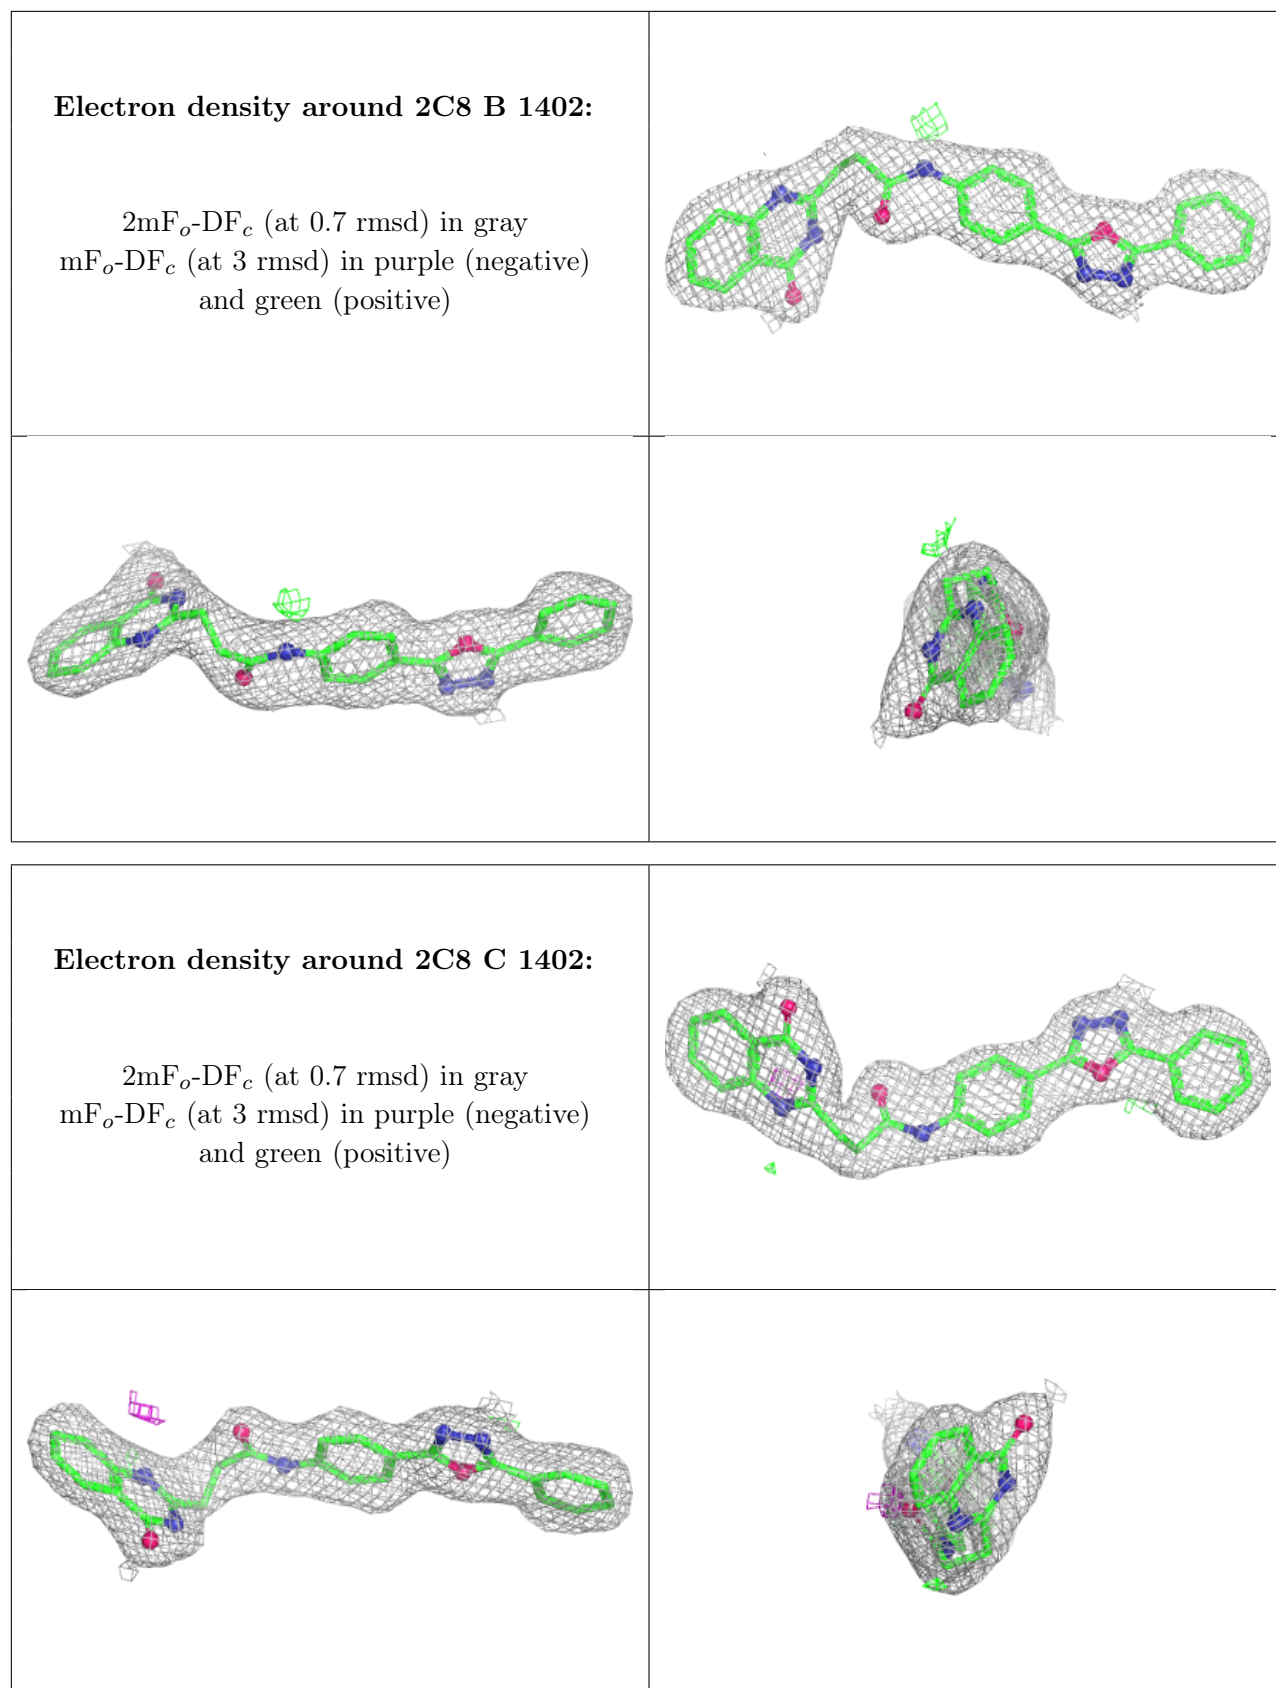 Electron density around 2C8 B 1402:
2mFₒ-DF𝒸 (at 0.7 rmsd) in gray
mFₒ-DF𝒸 (at 3 rmsd) in purple (negative)
and green (positive)
Electron density around 2C8 C 1402:
2mFₒ-DF𝒸 (at 0.7 rmsd) in gray
mFₒ-DF𝒸 (at 3 rmsd) in purple (negative)
and green (positive)